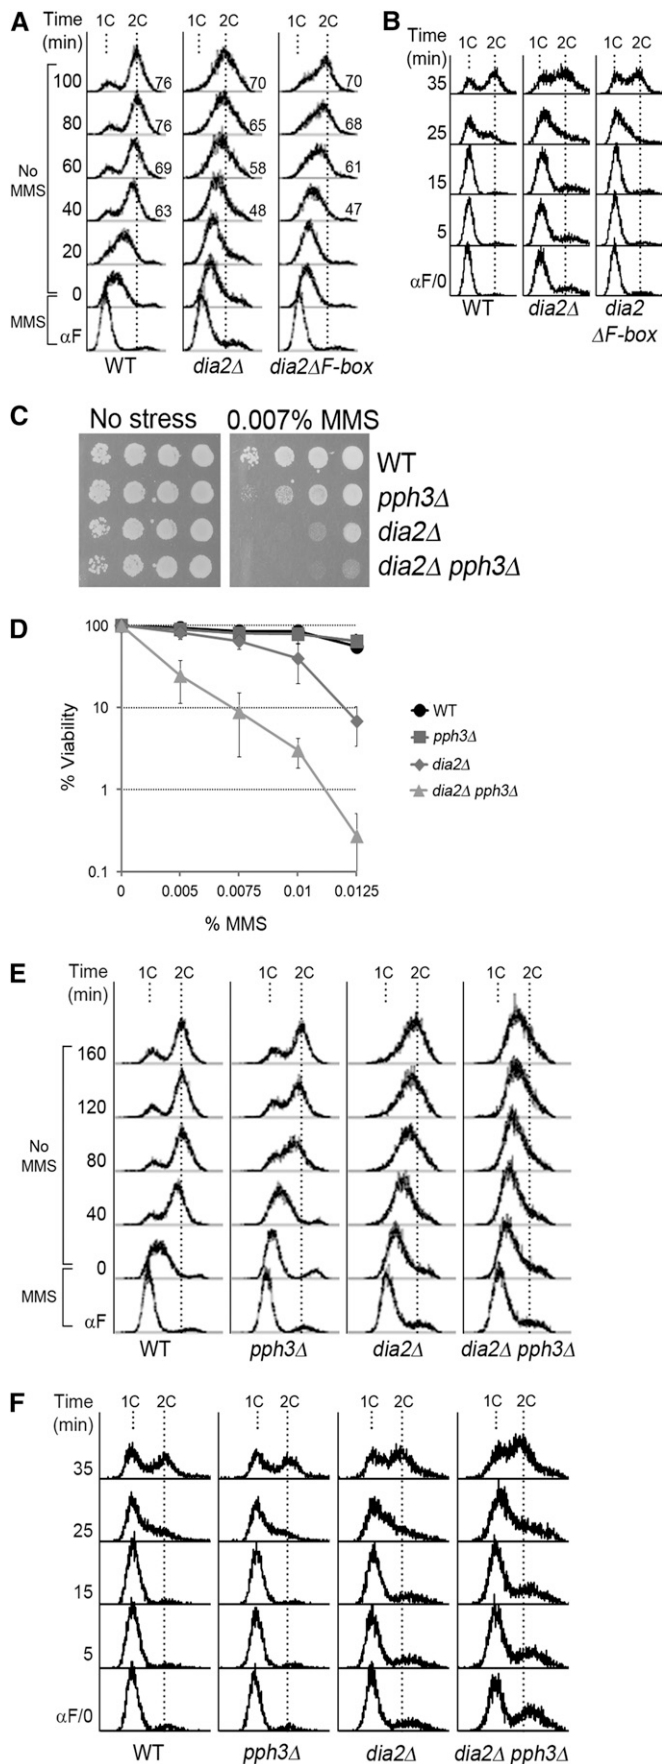 A
Time
(min)
1C 2C 1C 2C 1C 2C
100 76 70 70
80 76 65 68
No
MMS
60 69 58 61
40 63 48 47
20
0
MMS
αF
WT dia2Δ dia2ΔF-box
B
Time
(min)
1C 2C 1C 2C 1C 2C
35
25
15
5
αF/0
WT dia2Δ dia2
ΔF-box
C
No stress 0.007% MMS
WT
pph3Δ
dia2Δ
dia2Δ pph3Δ
D
% Viability
100
10
1
0.1
0 0.005 0.0075 0.01 0.0125
% MMS
WT
pph3Δ
dia2Δ
dia2Δ pph3Δ
E
Time
(min)
1C 2C 1C 2C 1C 2C 1C 2C
160
120
No
MMS
80
40
0
MMS
αF
WT pph3Δ dia2Δ dia2Δ pph3Δ
F
Time
(min)
1C 2C 1C 2C 1C 2C 1C 2C
35
25
15
5
αF/0
WT pph3Δ dia2Δ dia2Δ pph3Δ